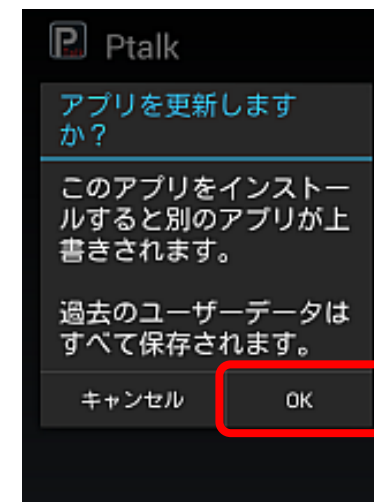 Ptalk
アプリを更新します
か？
このアプリをインストー
ルすると別のアプリが上
書きされます。
過去のユーザーデータは
すべて保存されます。
キャンセル OK